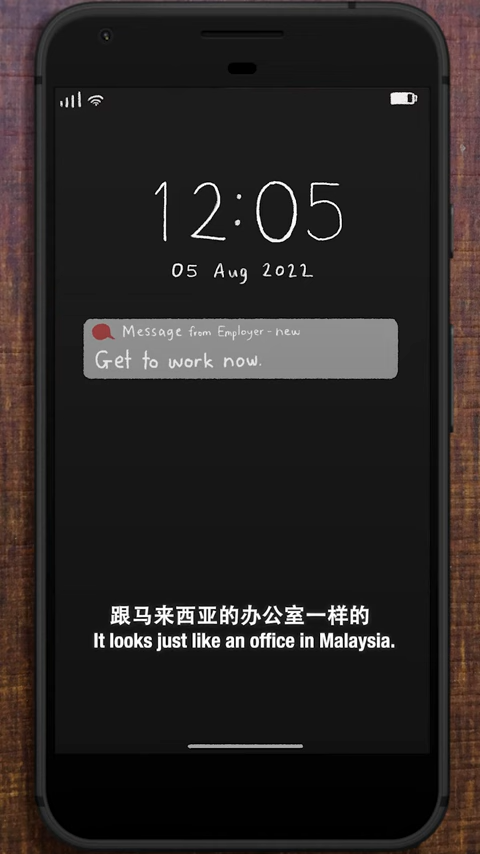 12:05
05 Aug 2022
Message from Employer - new
Get to work now.
跟马来西亚的办公室一样的
It looks just like an office in Malaysia.